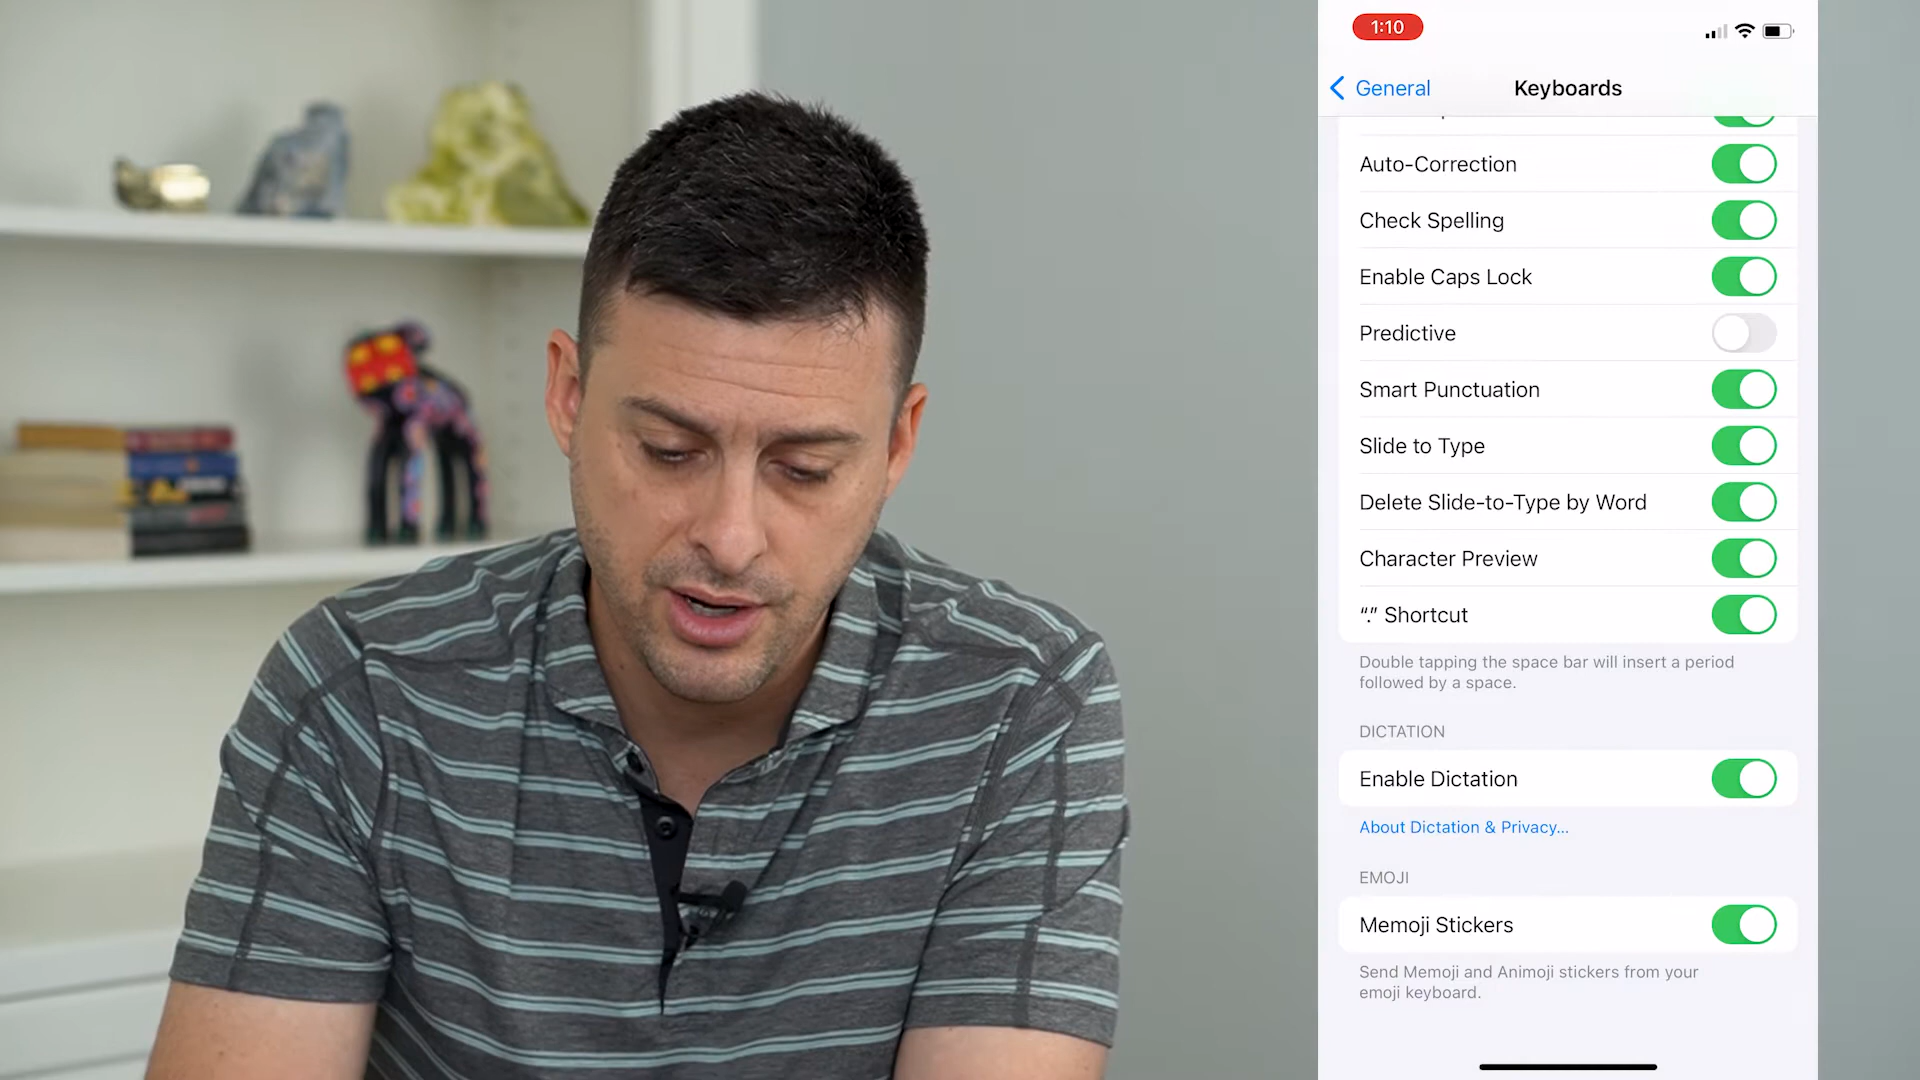 1:10
General
Keyboards
Auto-Correction
Check Spelling
Enable Caps Lock
Predictive
Smart Punctuation
Slide to Type
Delete Slide-to-Type by Word
Character Preview
“.” Shortcut
Double tapping the space bar will insert a period
followed by a space.
DICTATION
Enable Dictation
About Dictation & Privacy...
EMOJI
Memoji Stickers
Send Memoji and Animoji stickers from your
emoji keyboard.